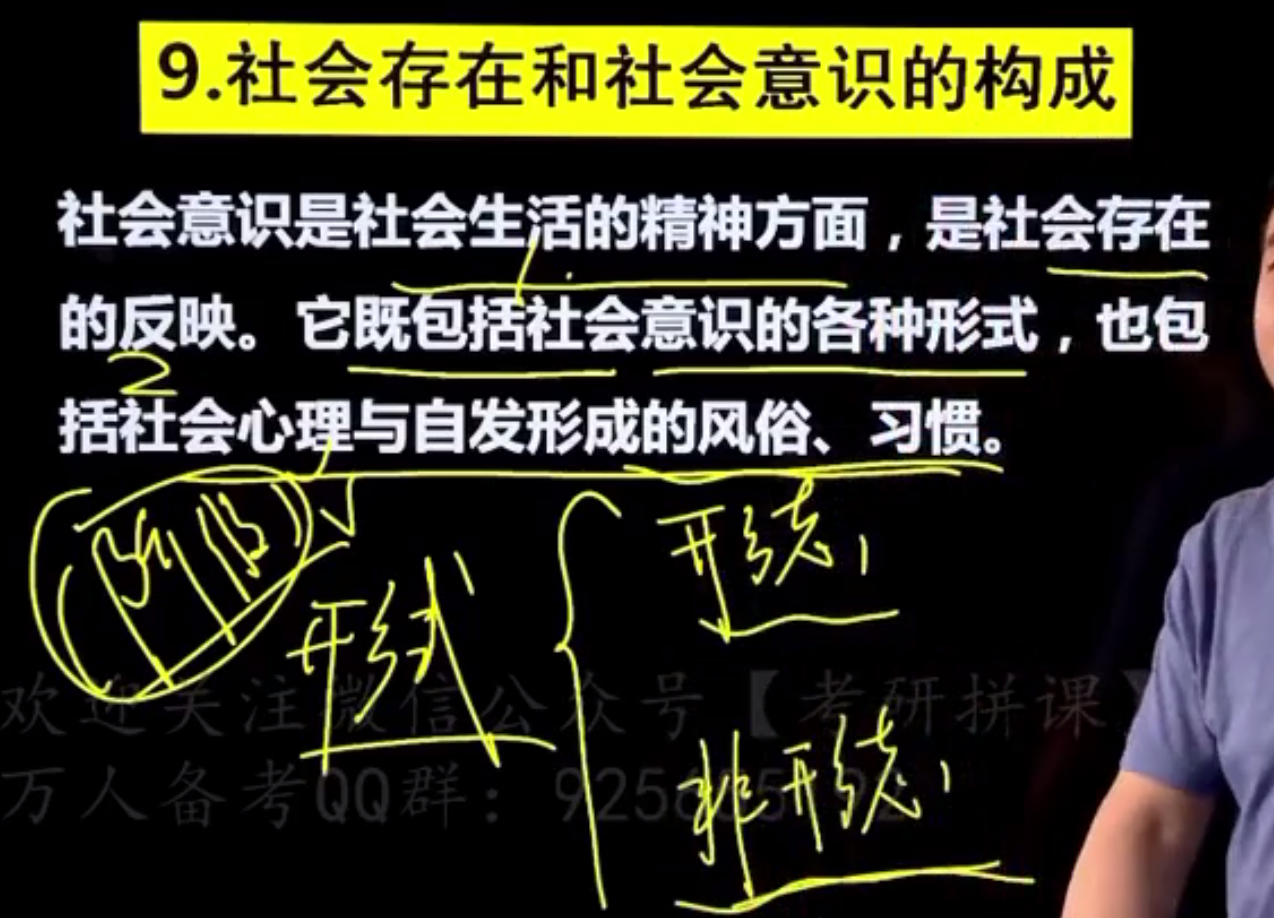 9.社会存在和社会意识的构成
社会意识是社会生活的精神方面，是社会存在
的反映。它既包括社会意识的各种形式，也包
括社会心理与自发形成的风俗、习惯。
1.
2
形式
形态
非形态
欢迎关注微信公众号【考研拼课】
万人备考QQ群：